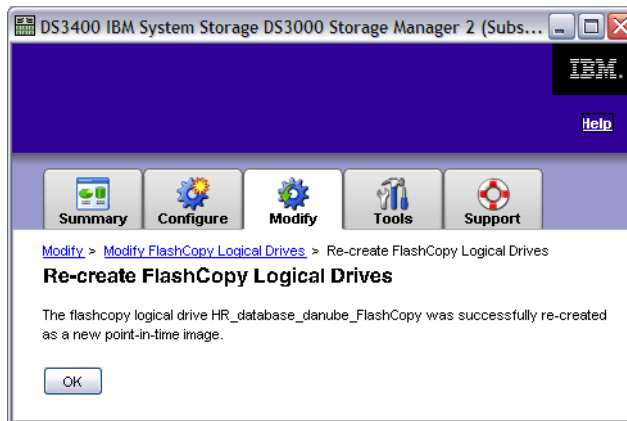 DS3400 IBM System Storage DS3000 Storage Manager 2 (Subs...
IBM.
Help
Summary
Configure
Modify
Tools
Support
Modify > Modify FlashCopy Logical Drives > Re-create FlashCopy Logical Drives
Re-create FlashCopy Logical Drives
The flashcopy logical drive HR_database_danube_FlashCopy was successfully re-created
as a new point-in-time image.
OK